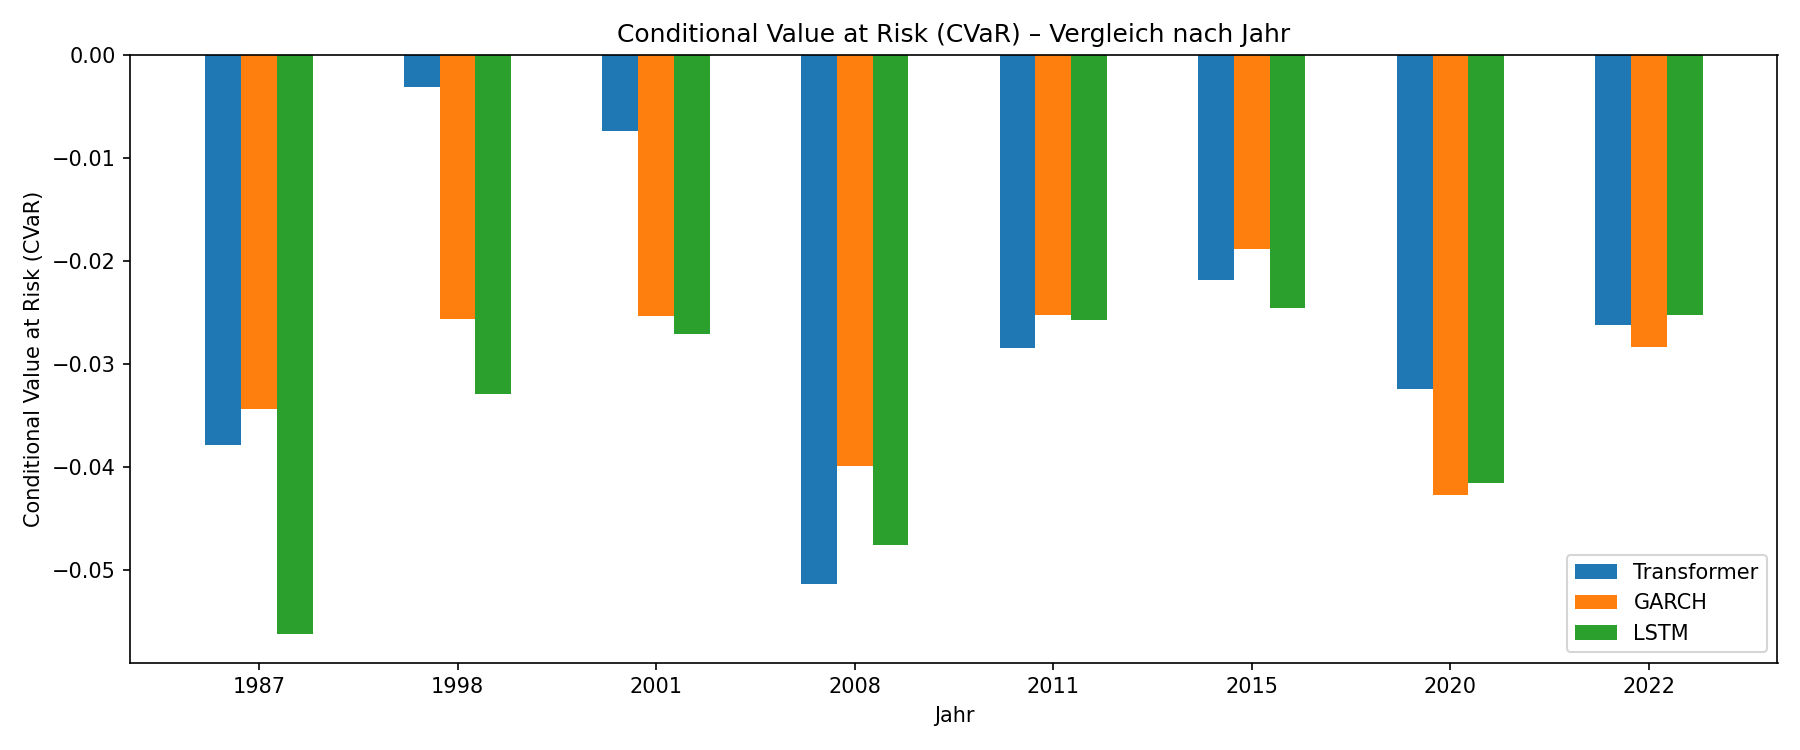 Conditional Value at Risk (CVaR) – Vergleich nach Jahr
Conditional Value at Risk (CVaR)
0.00
−0.01
−0.02
−0.03
−0.04
−0.05
1987 1998 2001 2008 2011 2015 2020 2022
Jahr
Transformer
GARCH
LSTM